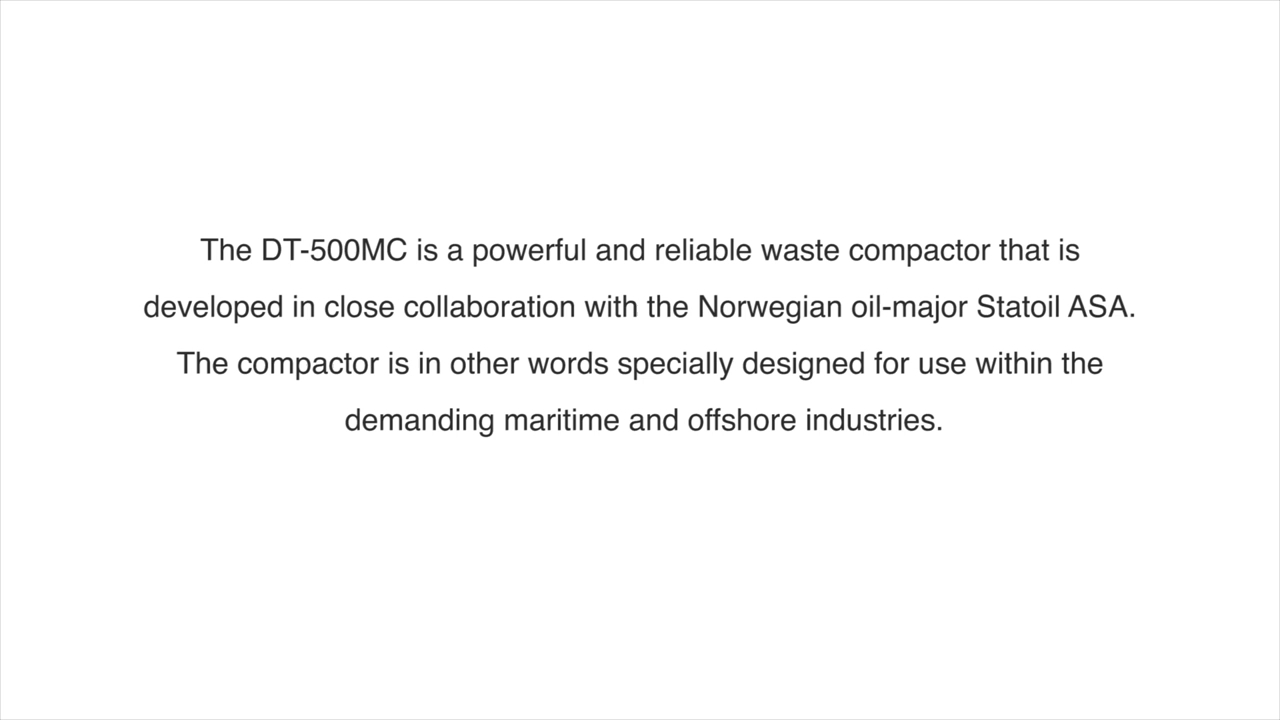 The DT-500MC is a powerful and reliable waste compactor that is
developed in close collaboration with the Norwegian oil-major Statoil ASA.
The compactor is in other words specially designed for use within the
demanding maritime and offshore industries.